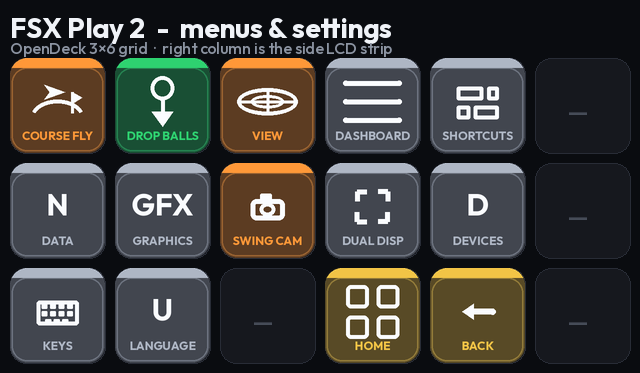 FSX Play 2 - menus & settings
OpenDeck 3×6 grid · right column is the side LCD strip
COURSE FLY
DROP BALLS
VIEW
DASHBOARD
SHORTCUTS
—
N
DATA
GFX
GRAPHICS
SWING CAM
DUAL DISP
D
DEVICES
—
KEYS
U
LANGUAGE
—
HOME
BACK
—